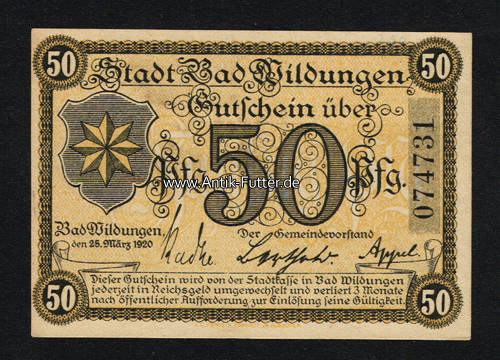 50 50
Stadt Bad Wildungen
Gutschein über
Pfg. 50 Pfg.
www.Antik-Futter.de
074731
Bad Wildungen,
den 25. März 1920
Der Gemeindevorstand
Appel.
Dieser Gutschein wird von der Stadtkasse in Bad Wildungen
jederzeit in Reichsgeld umgewechselt und verliert 3 Monate
nach öffentlicher Aufforderung zur Einlösung seine Gültigkeit.
50 50